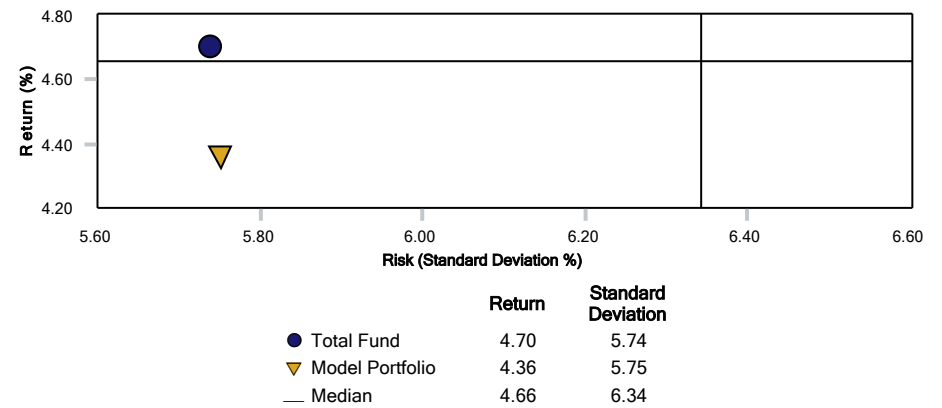 4.80
4.60
4.40
4.20
Return (%)
5.60 5.80 6.00 6.20 6.40 6.60
Risk (Standard Deviation %)
Return Standard Deviation
Total Fund 4.70 5.74
Model Portfolio 4.36 5.75
Median 4.66 6.34